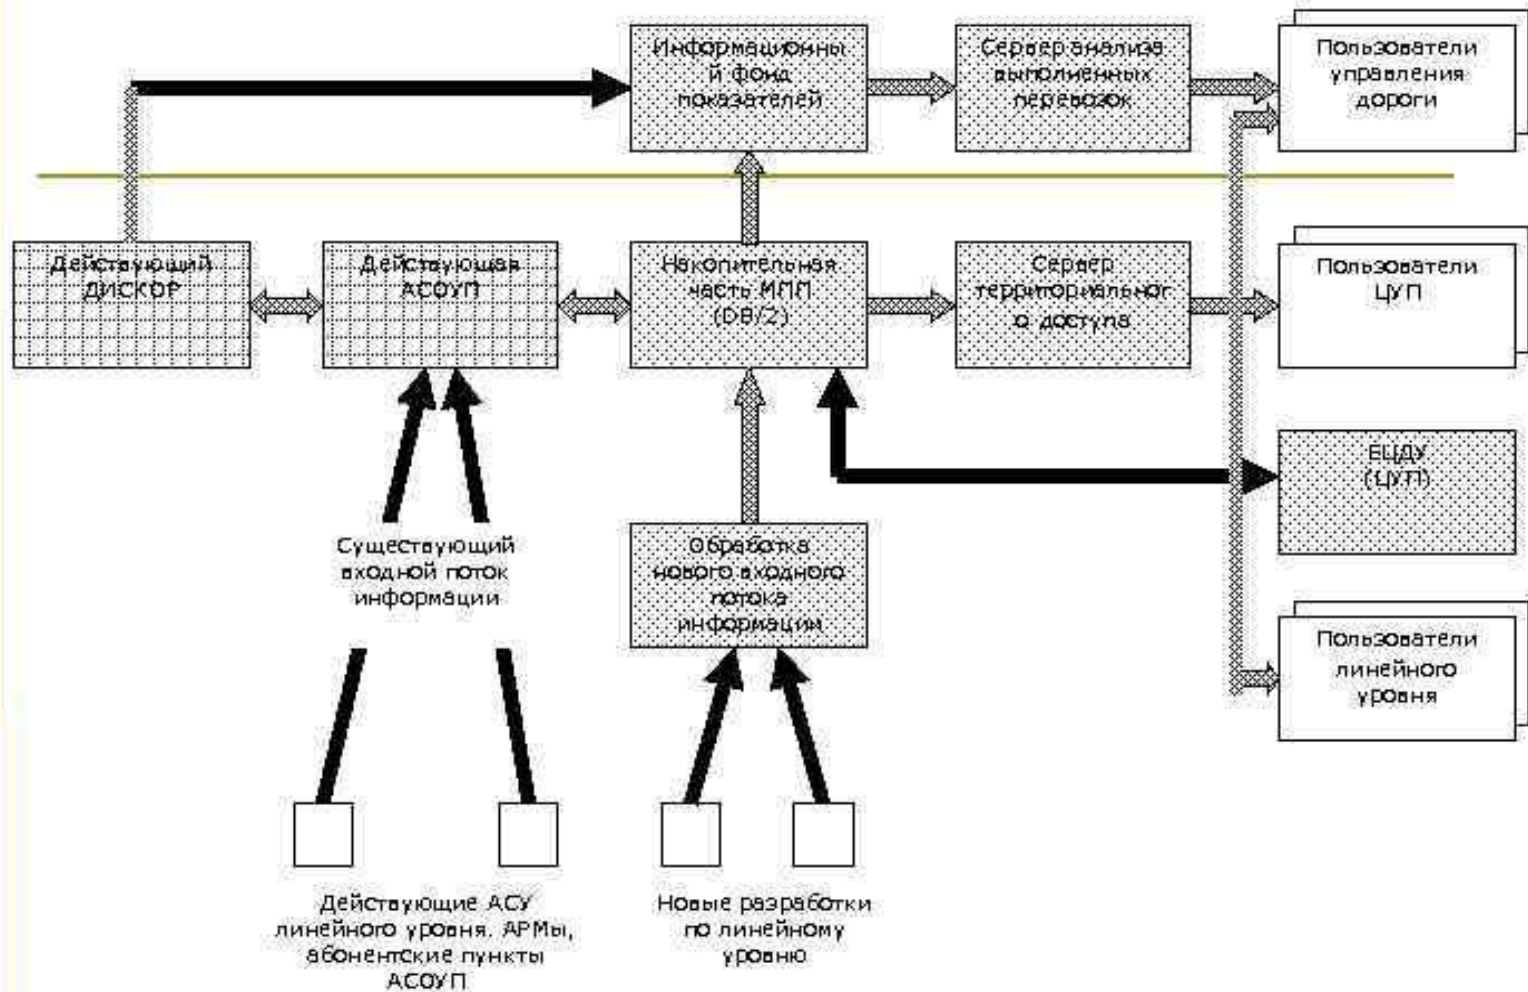 Информационны
й фонд
показателей
Сервер анализа
выполненных
перевозок
Пользователи
управления
дороги
Действующий
ДИСКОР
Действующая
АСОУП
Накопительная
часть МПП
(DB/2)
Сервер
территориальног
о доступа
Пользователи
ЦУП
ЕЦДУ
(ЦУП)
Существующий
входной поток
информации
Обработка
нового входного
потока
информации
Пользователи
линейного
уровня
Действующие АСУ
линейного уровня. АРМы,
абонентские пункты
АСОУП
Новые разработки
по линейному
уровню